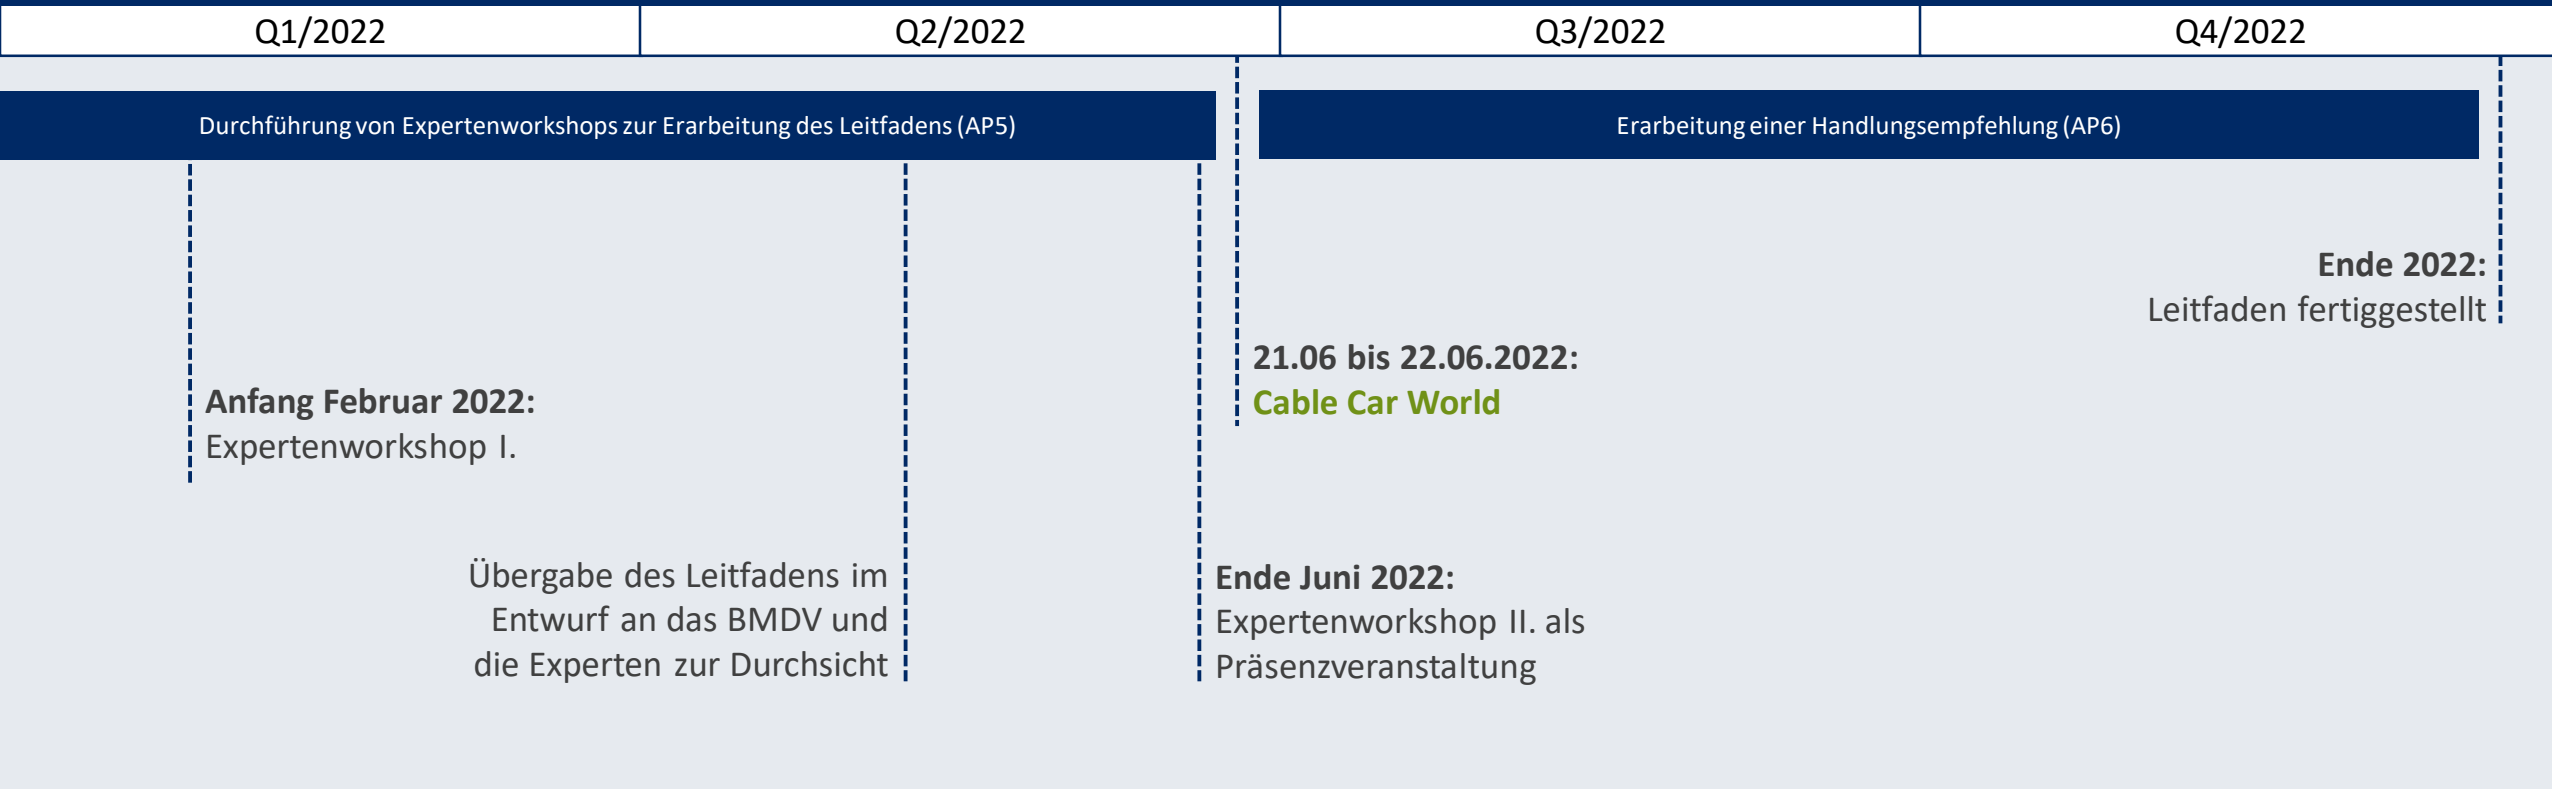 Q1/2022
Q2/2022
Q3/2022
Q4/2022
Durchführung von Expertenworkshops zur Erarbeitung des Leitfadens (AP5)
Erarbeitung einer Handlungsempfehlung (AP6)
Ende 2022:
Leitfaden fertiggestellt
21.06 bis 22.06.2022:
Cable Car World
Anfang Februar 2022:
Expertenworkshop I.
Übergabe des Leitfadens im
Entwurf an das BMDV und
die Experten zur Durchsicht
Ende Juni 2022:
Expertenworkshop II. als
Präsenzveranstaltung